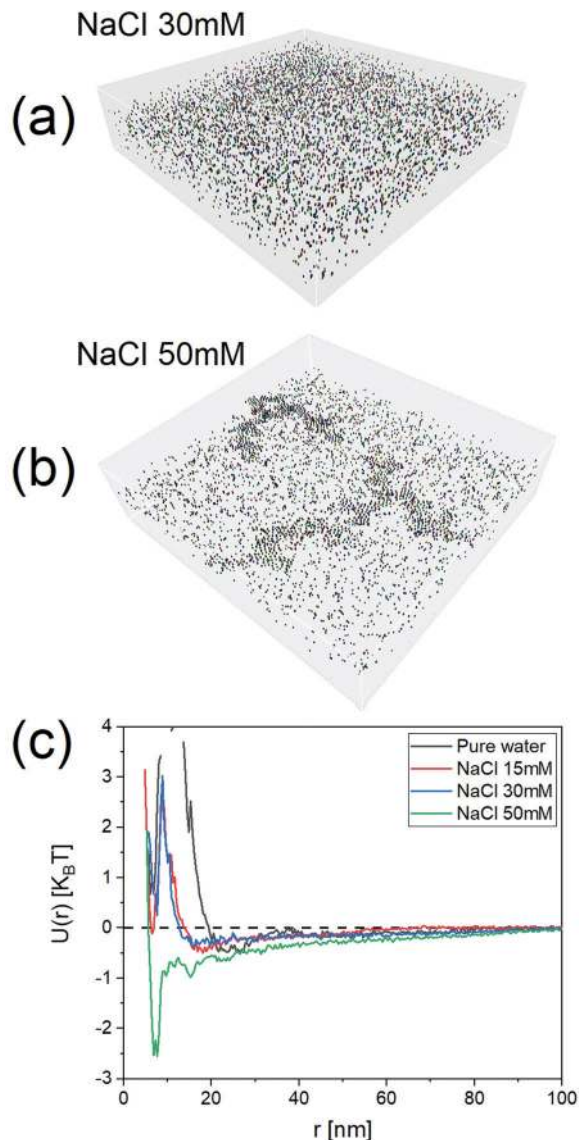 NaCl 30mM
(a)
NaCl 50mM
(b)
(c)
4
3
2
1
0
-1
-2
-3
U(r) [K_BT]
Pure water
NaCl 15mM
NaCl 30mM
NaCl 50mM
0 20 40 60 80 100
r [nm]